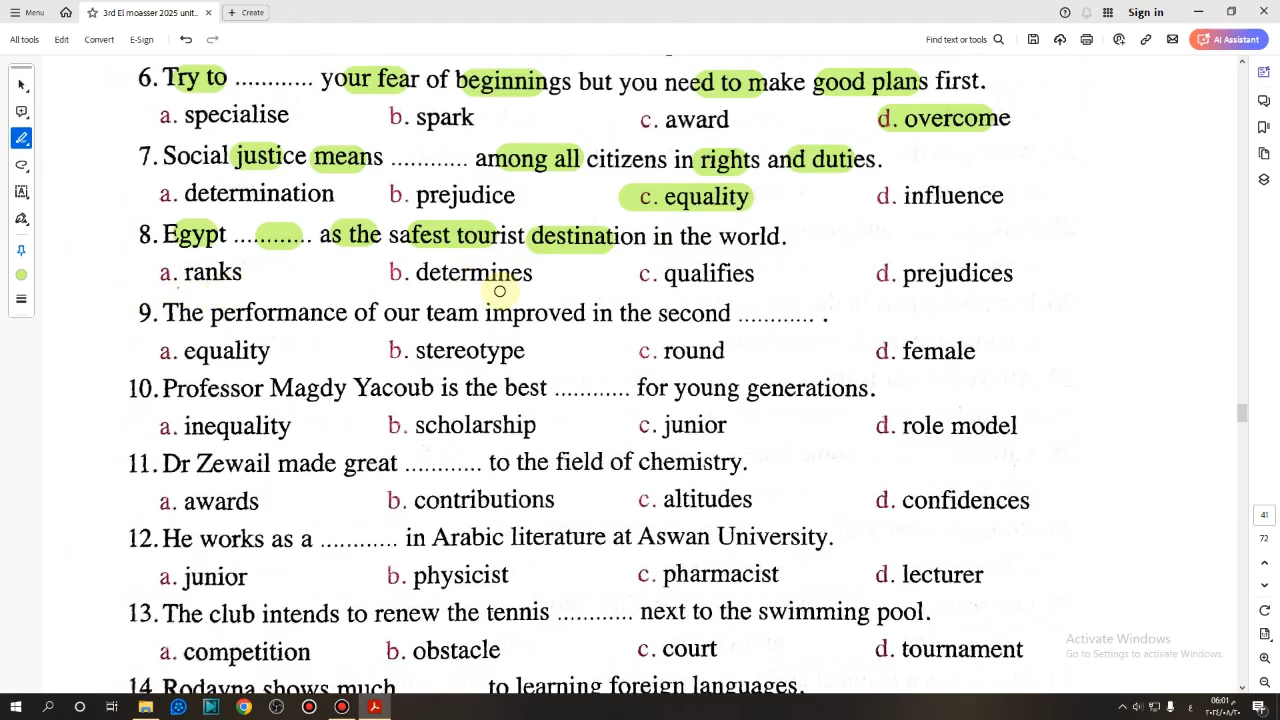 Menu
3rd El moasser 2025 unit...
Create
Sign in
All tools Edit Convert E-Sign
Find text or tools
AI Assistant
6. Try to ............ your fear of beginnings but you need to make good plans first.
a. specialise b. spark c. award d. overcome
7. Social justice means ............ among all citizens in rights and duties.
a. determination b. prejudice c. equality d. influence
8. Egypt ............ as the safest tourist destination in the world.
a. ranks b. determines c. qualifies d. prejudices
9. The performance of our team improved in the second ............ .
a. equality b. stereotype c. round d. female
10. Professor Magdy Yacoub is the best ............ for young generations.
a. inequality b. scholarship c. junior d. role model
11. Dr Zewail made great ............ to the field of chemistry.
a. awards b. contributions c. altitudes d. confidences
12. He works as a ............ in Arabic literature at Aswan University.
a. junior b. physicist c. pharmacist d. lecturer
13. The club intends to renew the tennis ............ next to the swimming pool.
a. competition b. obstacle c. court d. tournament
14. Rodayna shows much to learning foreign languages.
41
72
Activate Windows
Go to Settings to activate Windows.
06:01 م